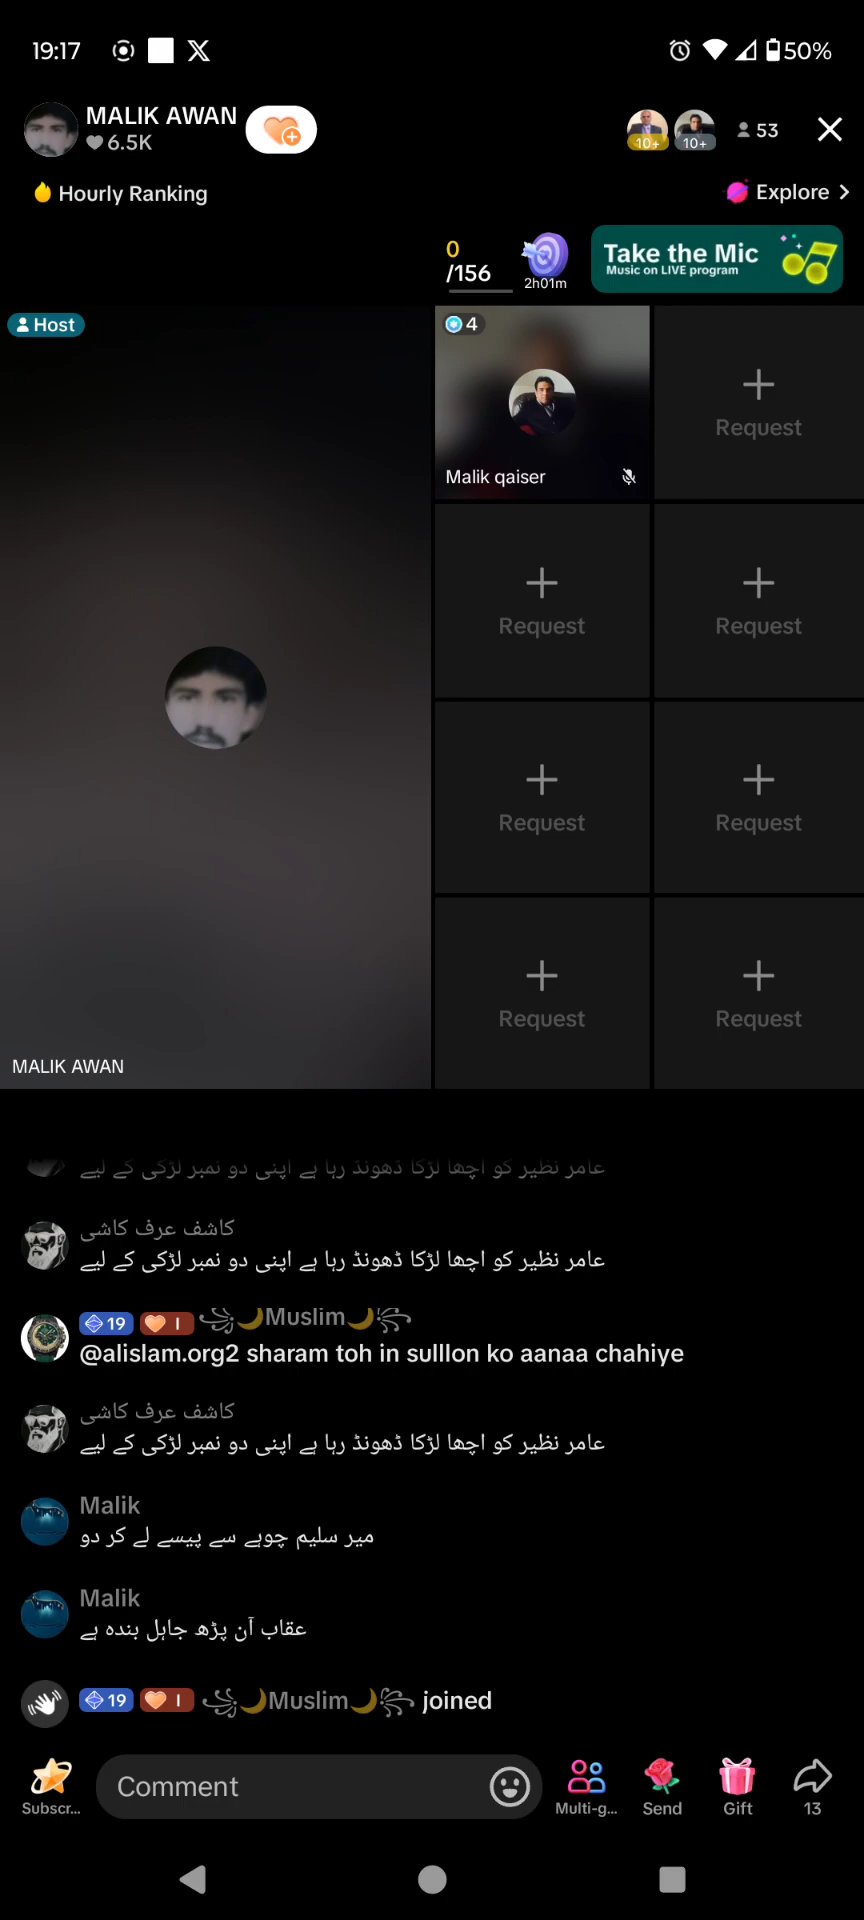 19:17
50%
MALIK AWAN
6.5K
10+
10+
53
Hourly Ranking
Explore
0
/156
2h01m
Take the Mic
Music on LIVE program
Host
4
Malik qaiser
Request
Request
Request
Request
Request
Request
Request
MALIK AWAN
عامر نظیر کو اچھا لڑکا ڈھونڈ رہا ہے اپنی دو نمبر لڑکی کے لیے
کاشف عرف کاشی
عامر نظیر کو اچھا لڑکا ڈھونڈ رہا ہے اپنی دو نمبر لڑکی کے لیے
19 I ꧁🌙Muslim🌙꧂
@alislam.org2 sharam toh in sulllon ko aanaa chahiye
کاشف عرف کاشی
عامر نظیر کو اچھا لڑکا ڈھونڈ رہا ہے اپنی دو نمبر لڑکی کے لیے
Malik
میر سلیم چوہے سے پیسے لے کر دو
Malik
عقاب آن پڑھ جاہل بندہ ہے
19 I ꧁🌙Muslim🌙꧂ joined
Comment
Subscr...
Multi-g...
Send
Gift
13